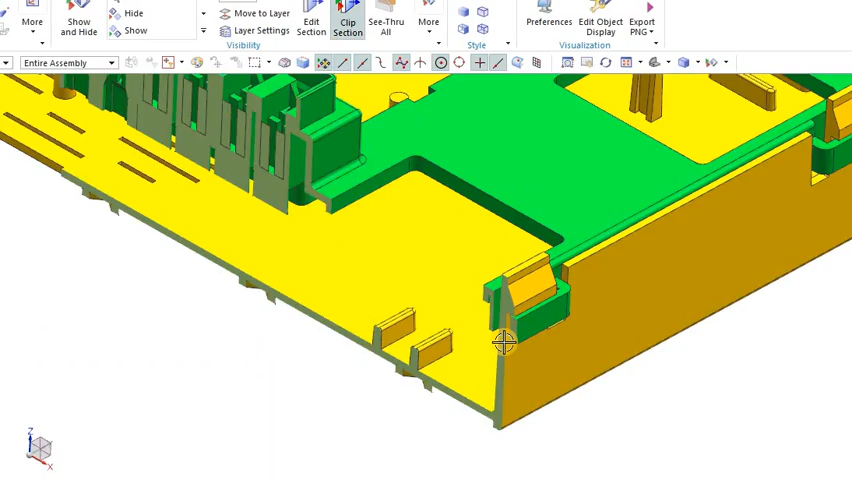 More
Show
and Hide
Hide
Show
Move to Layer
Layer Settings
Visibility
Edit
Section
Clip
Section
See-Thru
All
More
Style
Preferences
Edit Object
Display
Export
PNG
Visualization
Entire Assembly
Z
X